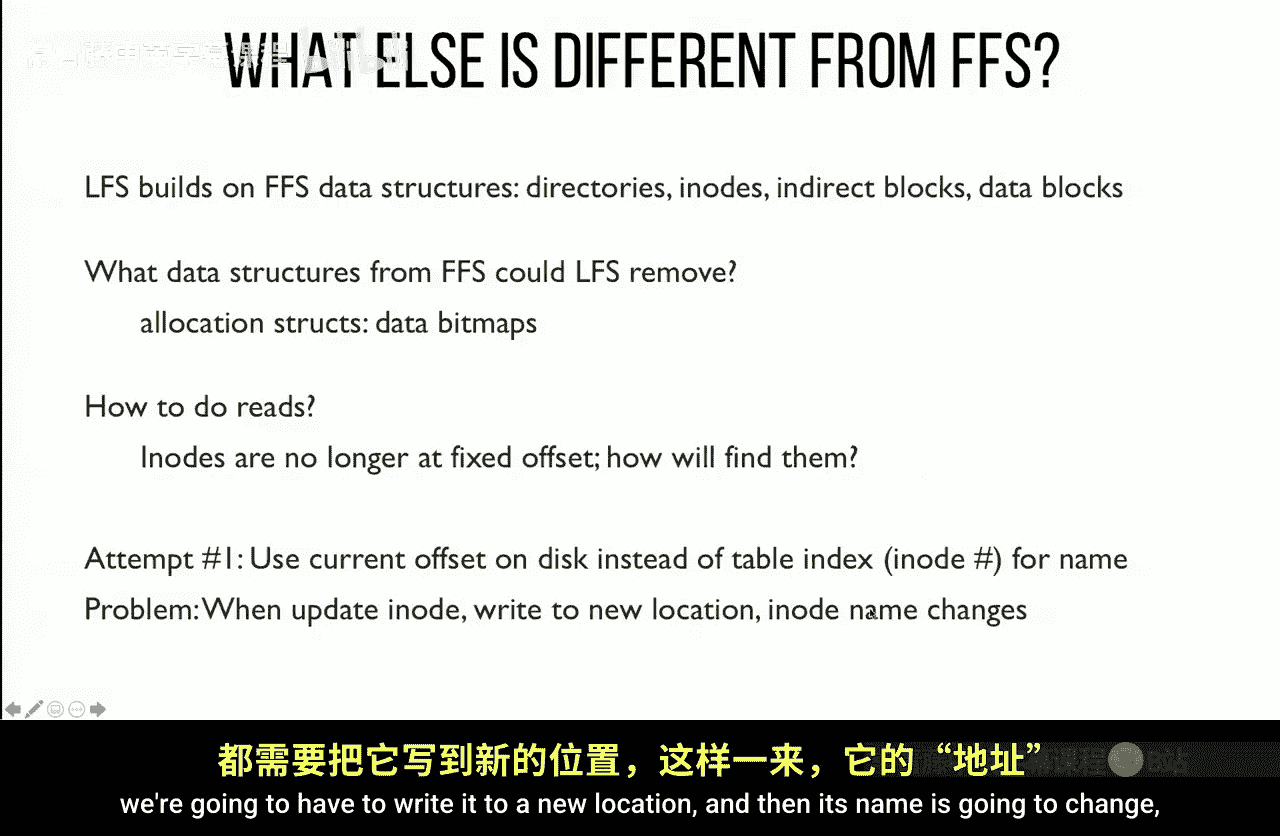 WHAT ELSE IS DIFFERENT FROM FFS?
LFS builds on FFS data structures: directories, inodes, indirect blocks, data blocks
What data structures from FFS could LFS remove?
allocation structs: data bitmaps
How to do reads?
Inodes are no longer at fixed offset; how will find them?
Attempt #1: Use current offset on disk instead of table index (inode #) for name
Problem: When update inode, write to new location, inode name changes
都需要把它写到新的位置，这样一来，它的“地址”
we're going to have to write it to a new location, and then its name is going to change,